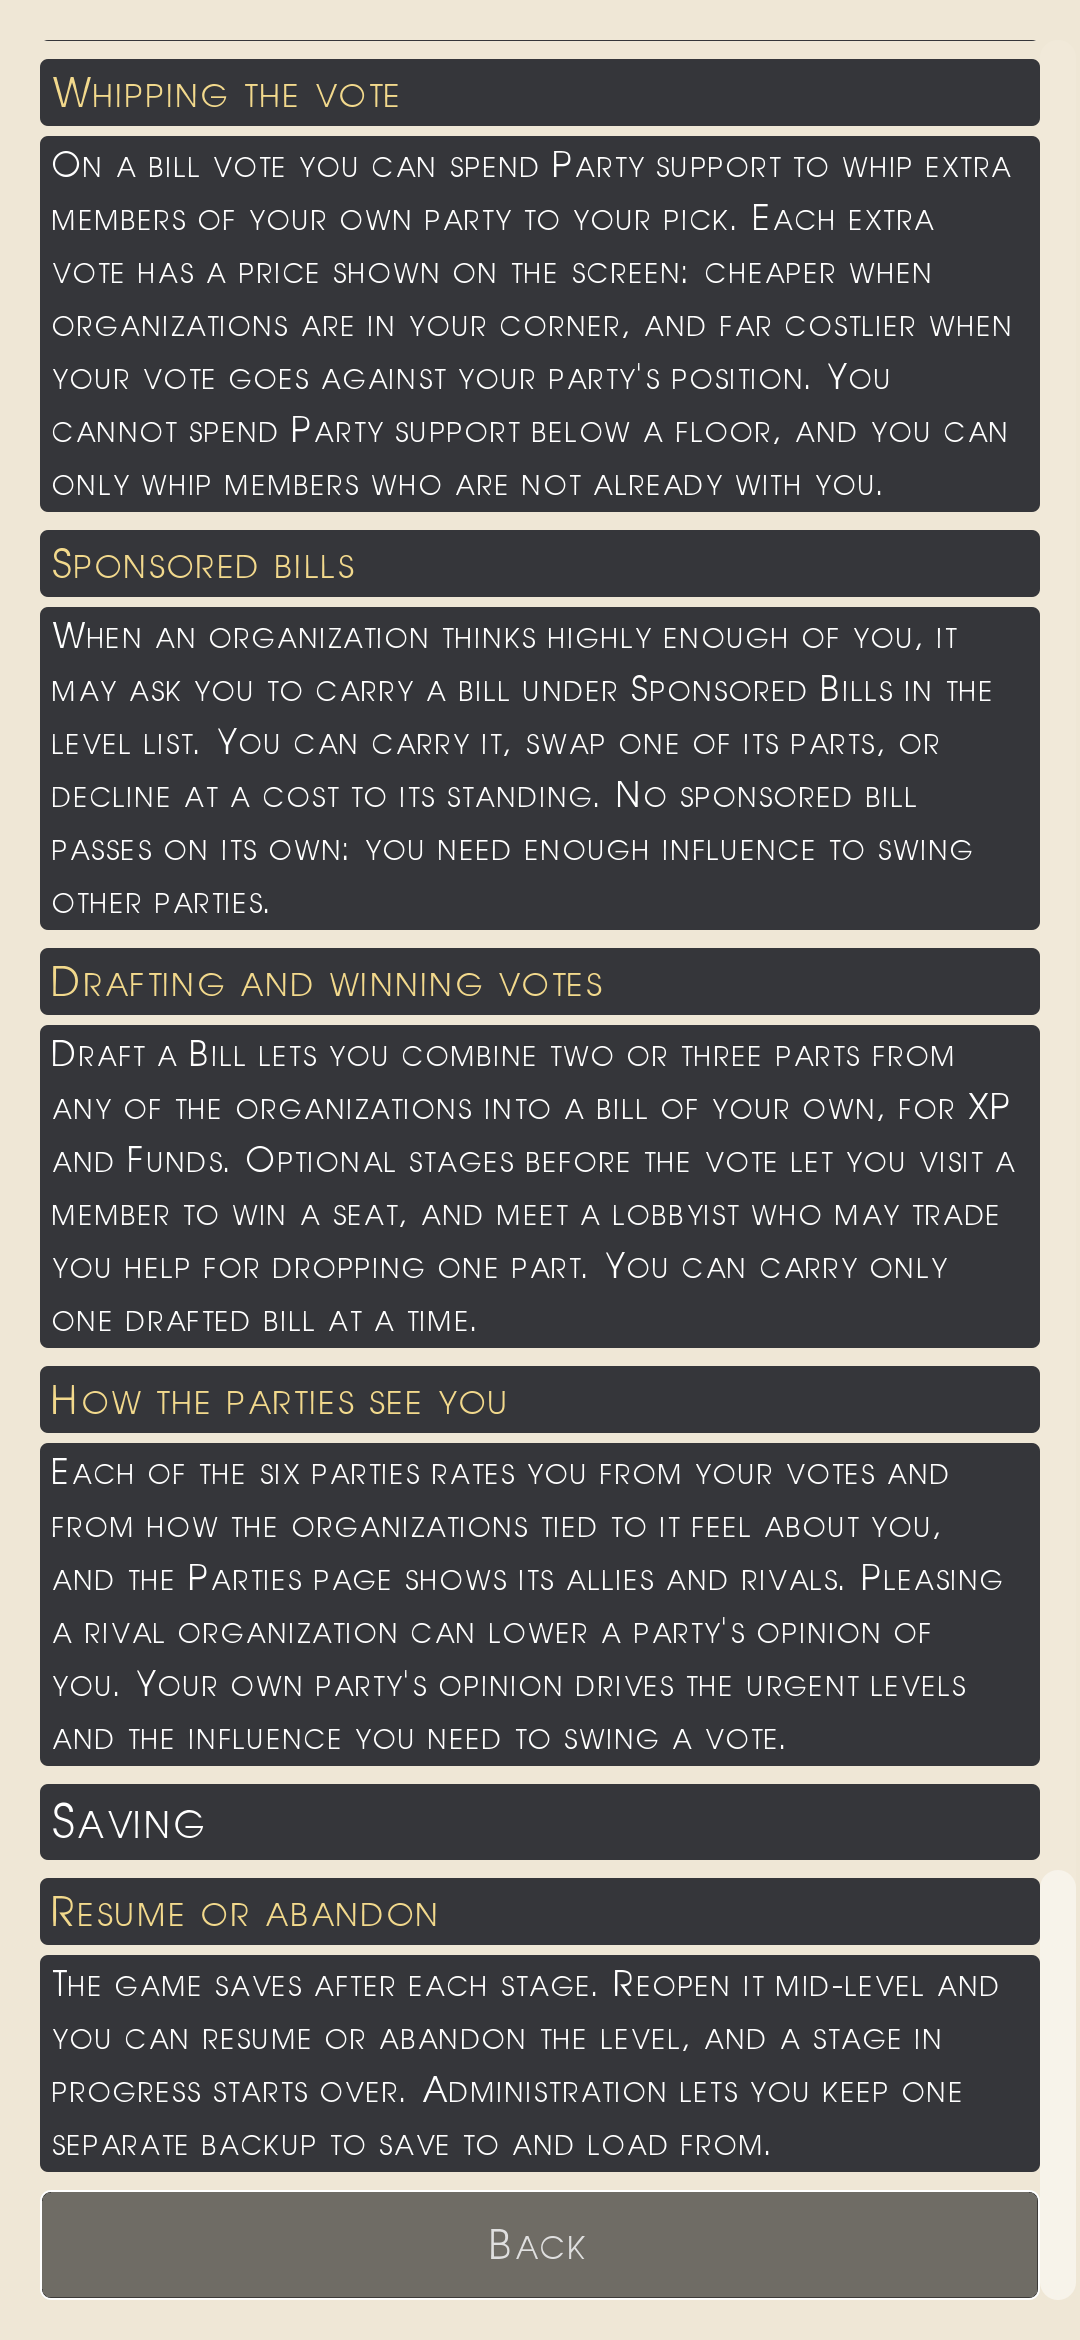 Whipping the vote
On a bill vote you can spend Party support to whip extra
members of your own party to your pick. Each extra
vote has a price shown on the screen: cheaper when
organizations are in your corner, and far costlier when
your vote goes against your party's position. You
cannot spend Party support below a floor, and you can
only whip members who are not already with you.
Sponsored bills
When an organization thinks highly enough of you, it
may ask you to carry a bill under Sponsored Bills in the
level list. You can carry it, swap one of its parts, or
decline at a cost to its standing. No sponsored bill
passes on its own: you need enough influence to swing
other parties.
Drafting and winning votes
Draft a Bill lets you combine two or three parts from
any of the organizations into a bill of your own, for XP
and Funds. Optional stages before the vote let you visit a
member to win a seat, and meet a lobbyist who may trade
you help for dropping one part. You can carry only
one drafted bill at a time.
How the parties see you
Each of the six parties rates you from your votes and
from how the organizations tied to it feel about you,
and the Parties page shows its allies and rivals. Pleasing
a rival organization can lower a party's opinion of
you. Your own party's opinion drives the urgent levels
and the influence you need to swing a vote.
Saving
Resume or abandon
The game saves after each stage. Reopen it mid-level and
you can resume or abandon the level, and a stage in
progress starts over. Administration lets you keep one
separate backup to save to and load from.
Back